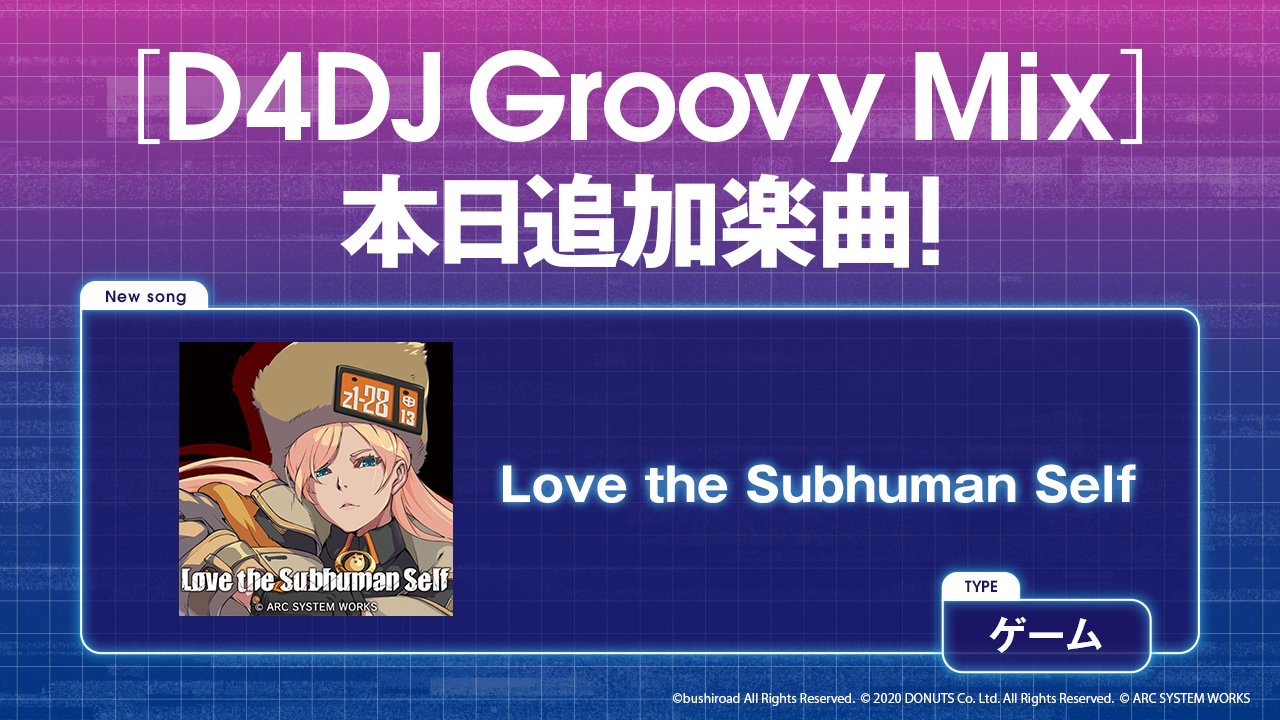 [D4DJ Groovy Mix]
本日追加楽曲!
New song
z1-28
甲
13
Love the Subhuman Self
© ARC SYSTEM WORKS
Love the Subhuman Self
TYPE
ゲーム
©bushiroad All Rights Reserved. © 2020 DONUTS Co. Ltd. All Rights Reserved. © ARC SYSTEM WORKS